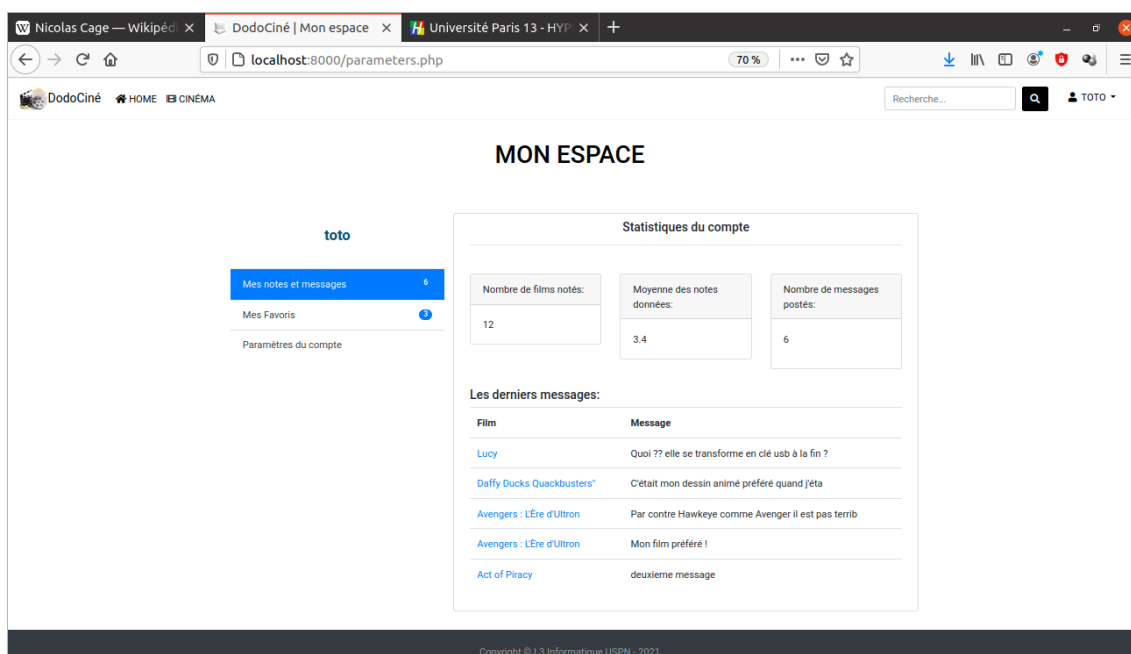 Nicolas Cage — Wikipédi
DodoCiné | Mon espace
Université Paris 13 - HYP
localhost:8000/parameters.php
70 %
DodoCiné
HOME
CINÉMA
Recherche...
TOTO
MON ESPACE
toto
Mes notes et messages 6
Mes Favoris 3
Paramètres du compte
Statistiques du compte
Nombre de films notés:
12
Moyenne des notes
données:
3.4
Nombre de messages
postés:
6
Les derniers messages:
Film Message
Lucy Quoi ?? elle se transforme en clé usb à la fin ?
Daffy Ducks Quackbusters" C'était mon dessin animé préféré quand j'éta
Avengers : L'Ère d'Ultron Par contre Hawkeye comme Avenger il est pas terrib
Avengers : L'Ère d'Ultron Mon film préféré !
Act of Piracy deuxieme message
Copyright © L3 Informatique USPN - 2021